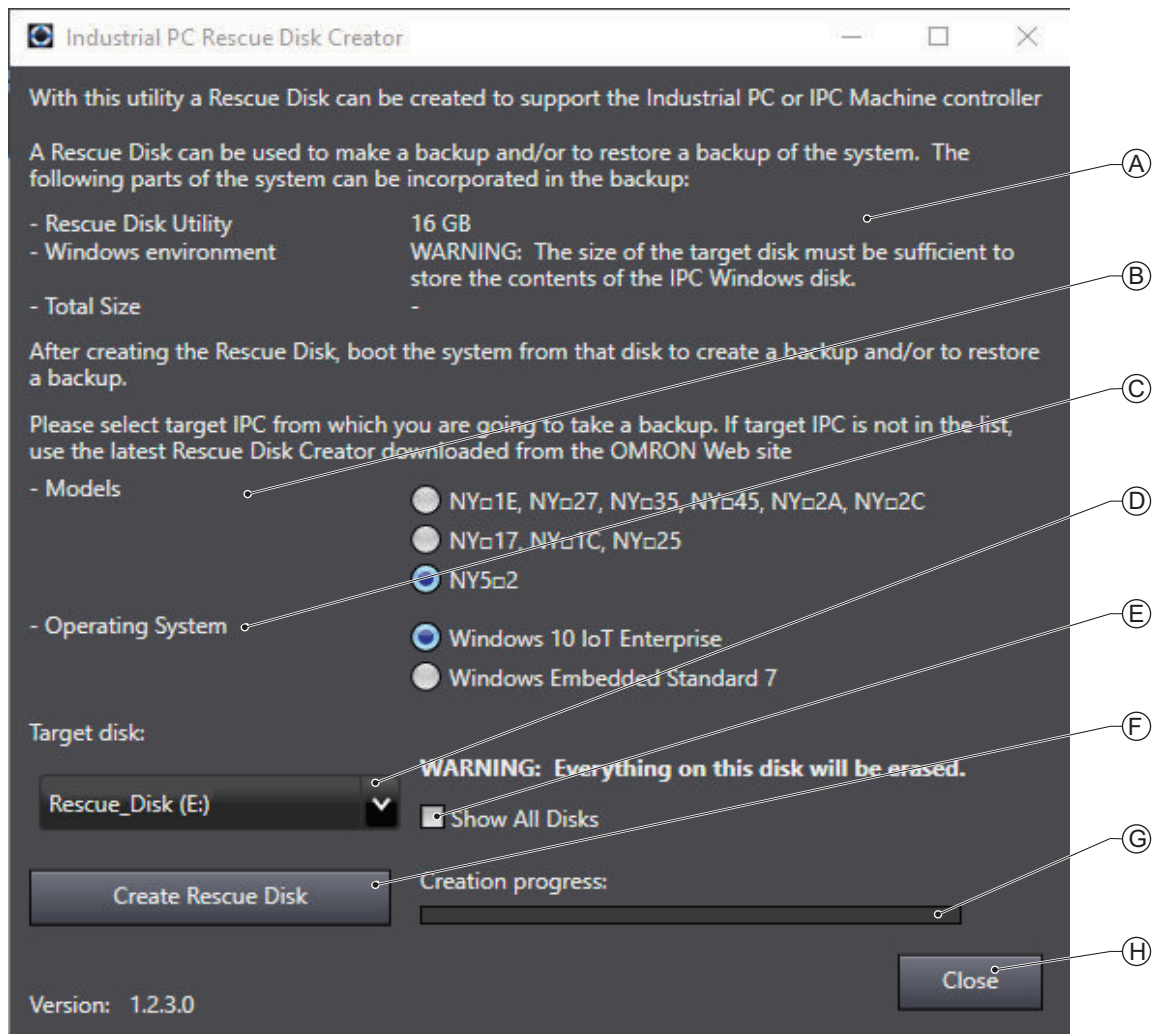 Industrial PC Rescue Disk Creator
With this utility a Rescue Disk can be created to support the Industrial PC or IPC Machine controller
A Rescue Disk can be used to make a backup and/or to restore a backup of the system.  The
following parts of the system can be incorporated in the backup:
A
- Rescue Disk Utility 16 GB
- Windows environment WARNING:  The size of the target disk must be sufficient to
store the contents of the IPC Windows disk.
B
- Total Size -
After creating the Rescue Disk, boot the system from that disk to create a backup and/or to restore
a backup.
C
Please select target IPC from which you are going to take a backup. If target IPC is not in the list,
use the latest Rescue Disk Creator downloaded from the OMRON Web site
- Models
NY□1E, NY□27, NY□35, NY□45, NY□2A, NY□2C
D
NY□17, NY□1C, NY□25
NY5□2
E
- Operating System
Windows 10 IoT Enterprise
Windows Embedded Standard 7
F
Target disk:
WARNING:  Everything on this disk will be erased.
Rescue_Disk (E:)
Show All Disks
G
Create Rescue Disk
Creation progress:
H
Close
Version:   1.2.3.0